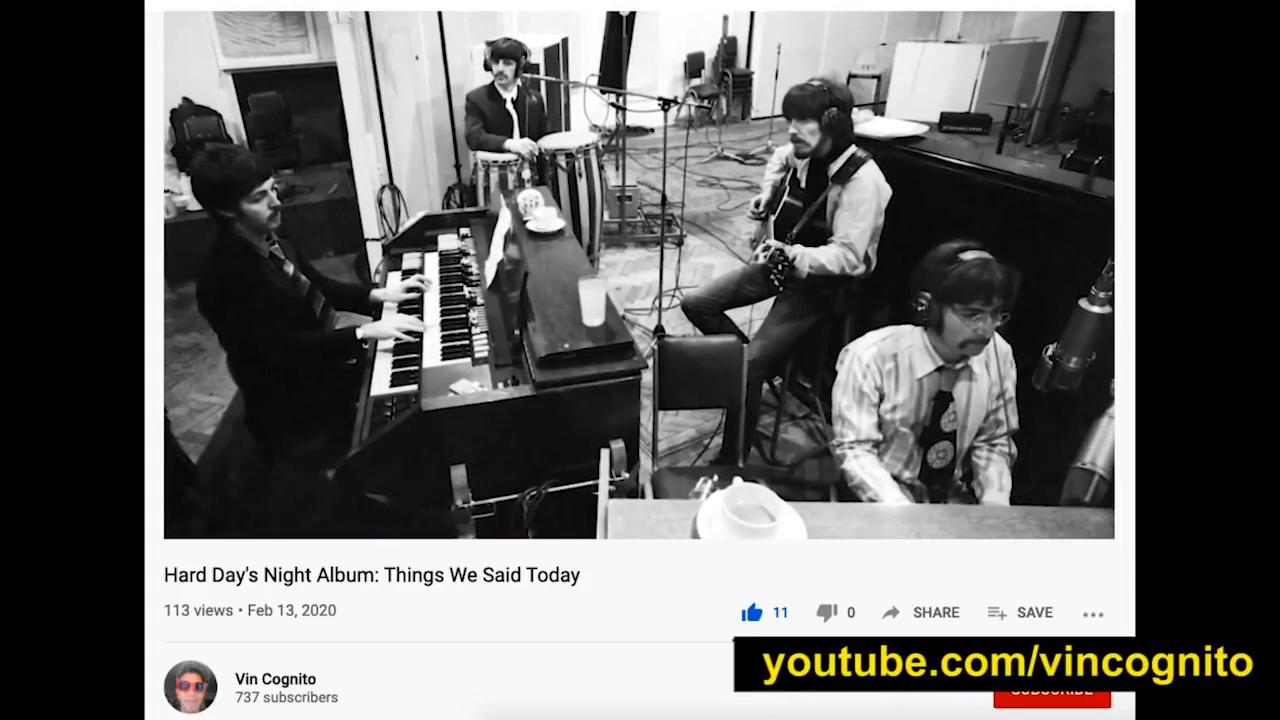 Hard Day's Night Album: Things We Said Today
113 views • Feb 13, 2020
11
0
SHARE
SAVE
Vin Cognito
737 subscribers
youtube.com/vincognito
SUBSCRIBE